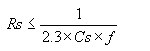 Rs ≤ 1 / 2.3×Cs×f